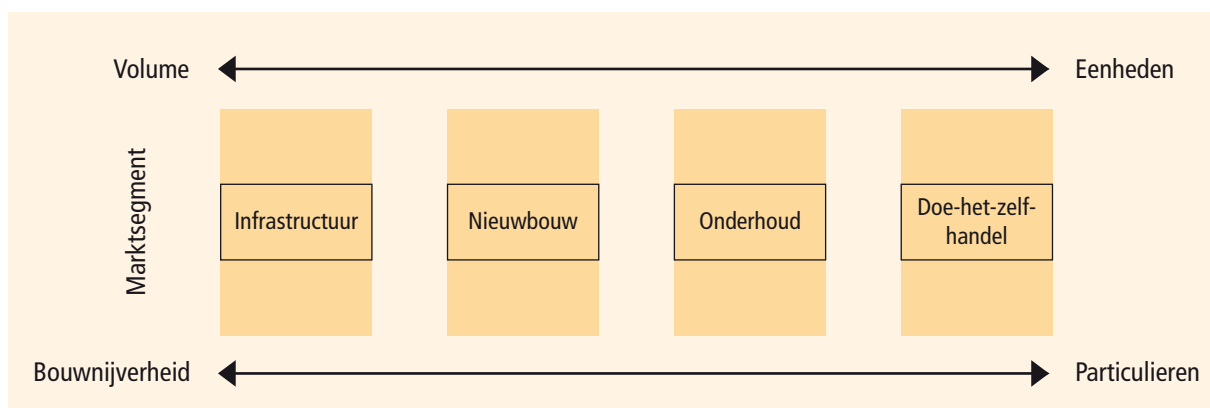 Volume
Eenheden
Marktsegment
Infrastructuur
Nieuwbouw
Onderhoud
Doe-het-zelf-
handel
Bouwnijverheid
Particulieren